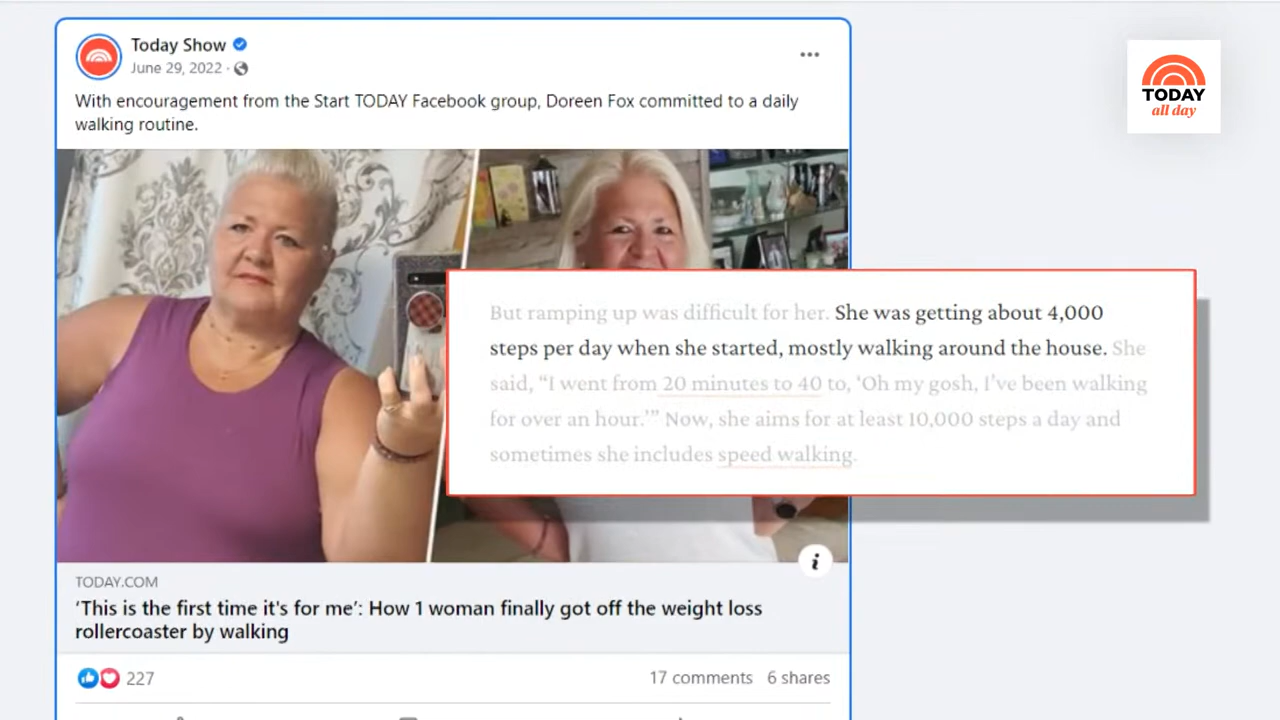 Today Show
June 29, 2022 ·
With encouragement from the Start TODAY Facebook group, Doreen Fox committed to a daily
walking routine.
TODAY
all day
But ramping up was difficult for her. She was getting about 4,000
steps per day when she started, mostly walking around the house. She
said, “I went from 20 minutes to 40 to, ‘Oh my gosh, I’ve been walking
for over an hour.’” Now, she aims for at least 10,000 steps a day and
sometimes she includes speed walking.
i
TODAY.COM
‘This is the first time it's for me’: How 1 woman finally got off the weight loss
rollercoaster by walking
227
17 comments 6 shares